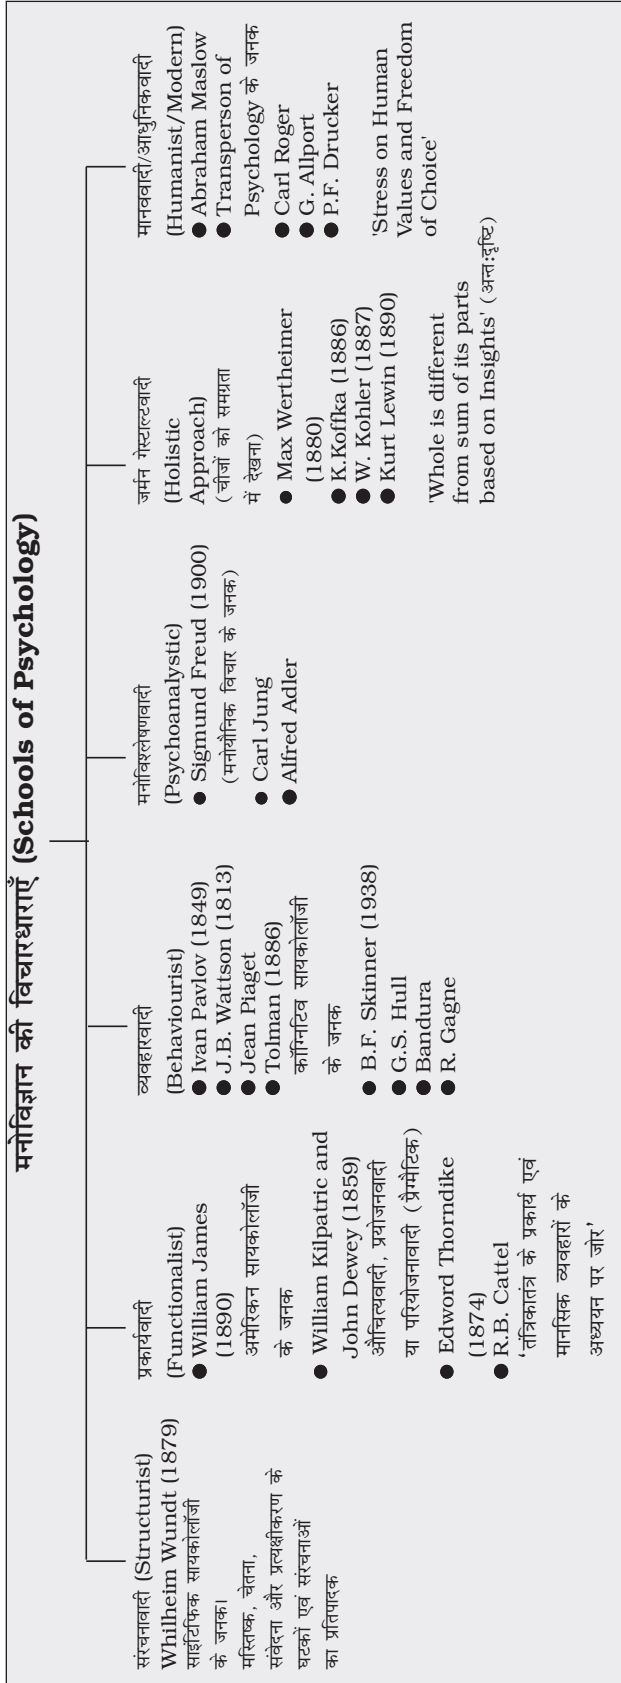 मनोविज्ञान की विचारधाराएँ (Schools of Psychology)
संरचनावादी (Structurist)
Whilheim Wundt (1879)
साइंटिफिक सायकोलॉजी
के जनक।
मस्तिष्क, चेतना,
संवेदना और प्रत्यक्षीकरण के
घटकों एवं संरचनाओं
का प्रतिपादक
प्रकार्यवादी
(Functionalist)
● William James
(1890)
अमेरिकन सायकोलॉजी
के जनक
● William Kilpatric and
John Dewey (1859)
औचित्यवादी, प्रयोजनवादी
या परियोजनावादी (प्रैग्मैटिक)
● Edword Thorndike
(1874)
● R.B. Cattel
‘तंत्रिकातंत्र के प्रकार्य एवं
मानसिक व्यवहारों के
अध्ययन पर जोर’
व्यवहारवादी
(Behaviourist)
● Ivan Pavlov (1849)
● J.B. Wattson (1813)
● Jean Piaget
● Tolman (1886)
कॉग्निटिव सायकोलॉजी
के जनक
● B.F. Skinner (1938)
● G.S. Hull
● Bandura
● R. Gagne
मनोविश्लेषणवादी
(Psychoanalystic)
● Sigmund Freud (1900)
(मनोयौनिक विचार के जनक)
● Carl Jung
● Alfred Adler
जर्मन गेस्टाल्टवादी
(Holistic
Approach)
(चीजों को समग्रता
में देखना)
● Max Wertheimer
(1880)
● K.Koffka (1886)
● W. Kohler (1887)
● Kurt Lewin (1890)
'Whole is different
from sum of its parts
based on Insights' (अन्त:दृष्टि)
मानववादी/आधुनिकवादी
(Humanist/Modern)
● Abraham Maslow
● Transperson of
Psychology के जनक
● Carl Roger
● G. Allport
● P.F. Drucker
'Stress on Human
Values and Freedom
of Choice'